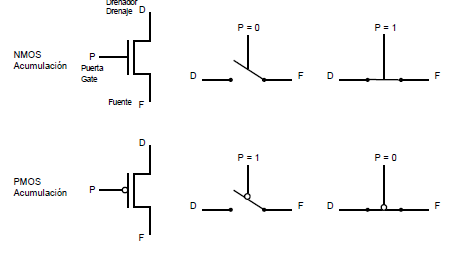 Drenador
Drenaje D
NMOS
Acumulación
P
Puerta
Gate
Fuente F
P = 0
D F
P = 1
D F
PMOS
Acumulación
D
P
F
P = 1
D F
P = 0
D F